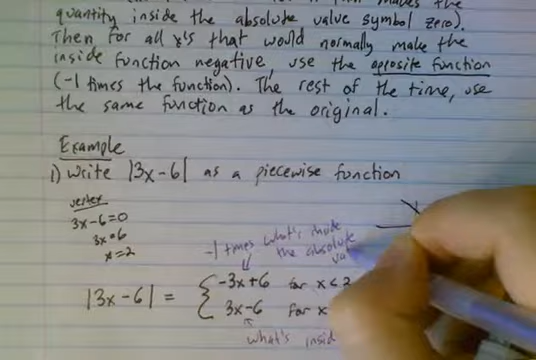 makes the
quantity inside the absolute value symbol zero).
Then for all x's that would normally make the
inside function negative, use the opposite function
(-1 times the function). The rest of the time, use
the same function as the original.
Example
1) Write |3x-6| as a piecewise function
vertex
3x-6=0
3x=6
x=2
-1 times what's inside
the absolute
|3x-6| = { -3x+6 for x<2
3x-6 for x
what's insid